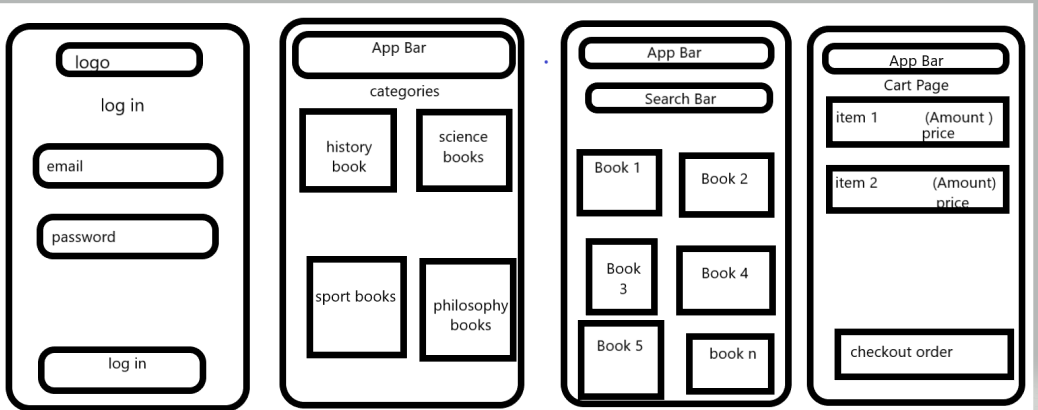 logo
log in
email
password
log in
App Bar
categories
history
book
science
books
sport books
philosophy
books
App Bar
Search Bar
Book 1
Book 2
Book
3
Book 4
Book 5
book n
App Bar
Cart Page
item 1 (Amount )
price
item 2 (Amount)
price
checkout order